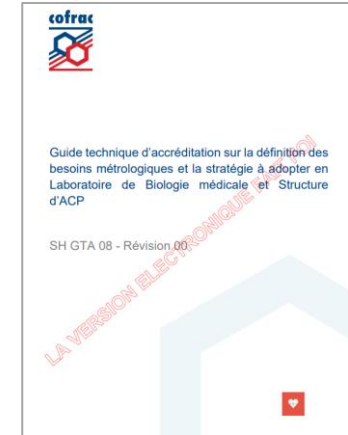 cofrac
Guide technique d'accréditation sur la définition des
besoins métrologiques et la stratégie à adopter en
Laboratoire de Biologie médicale et Structure
d'ACP
SH GTA 08 - Révision 00
LA VERSION ELECTRONIQUE FAIT FOI